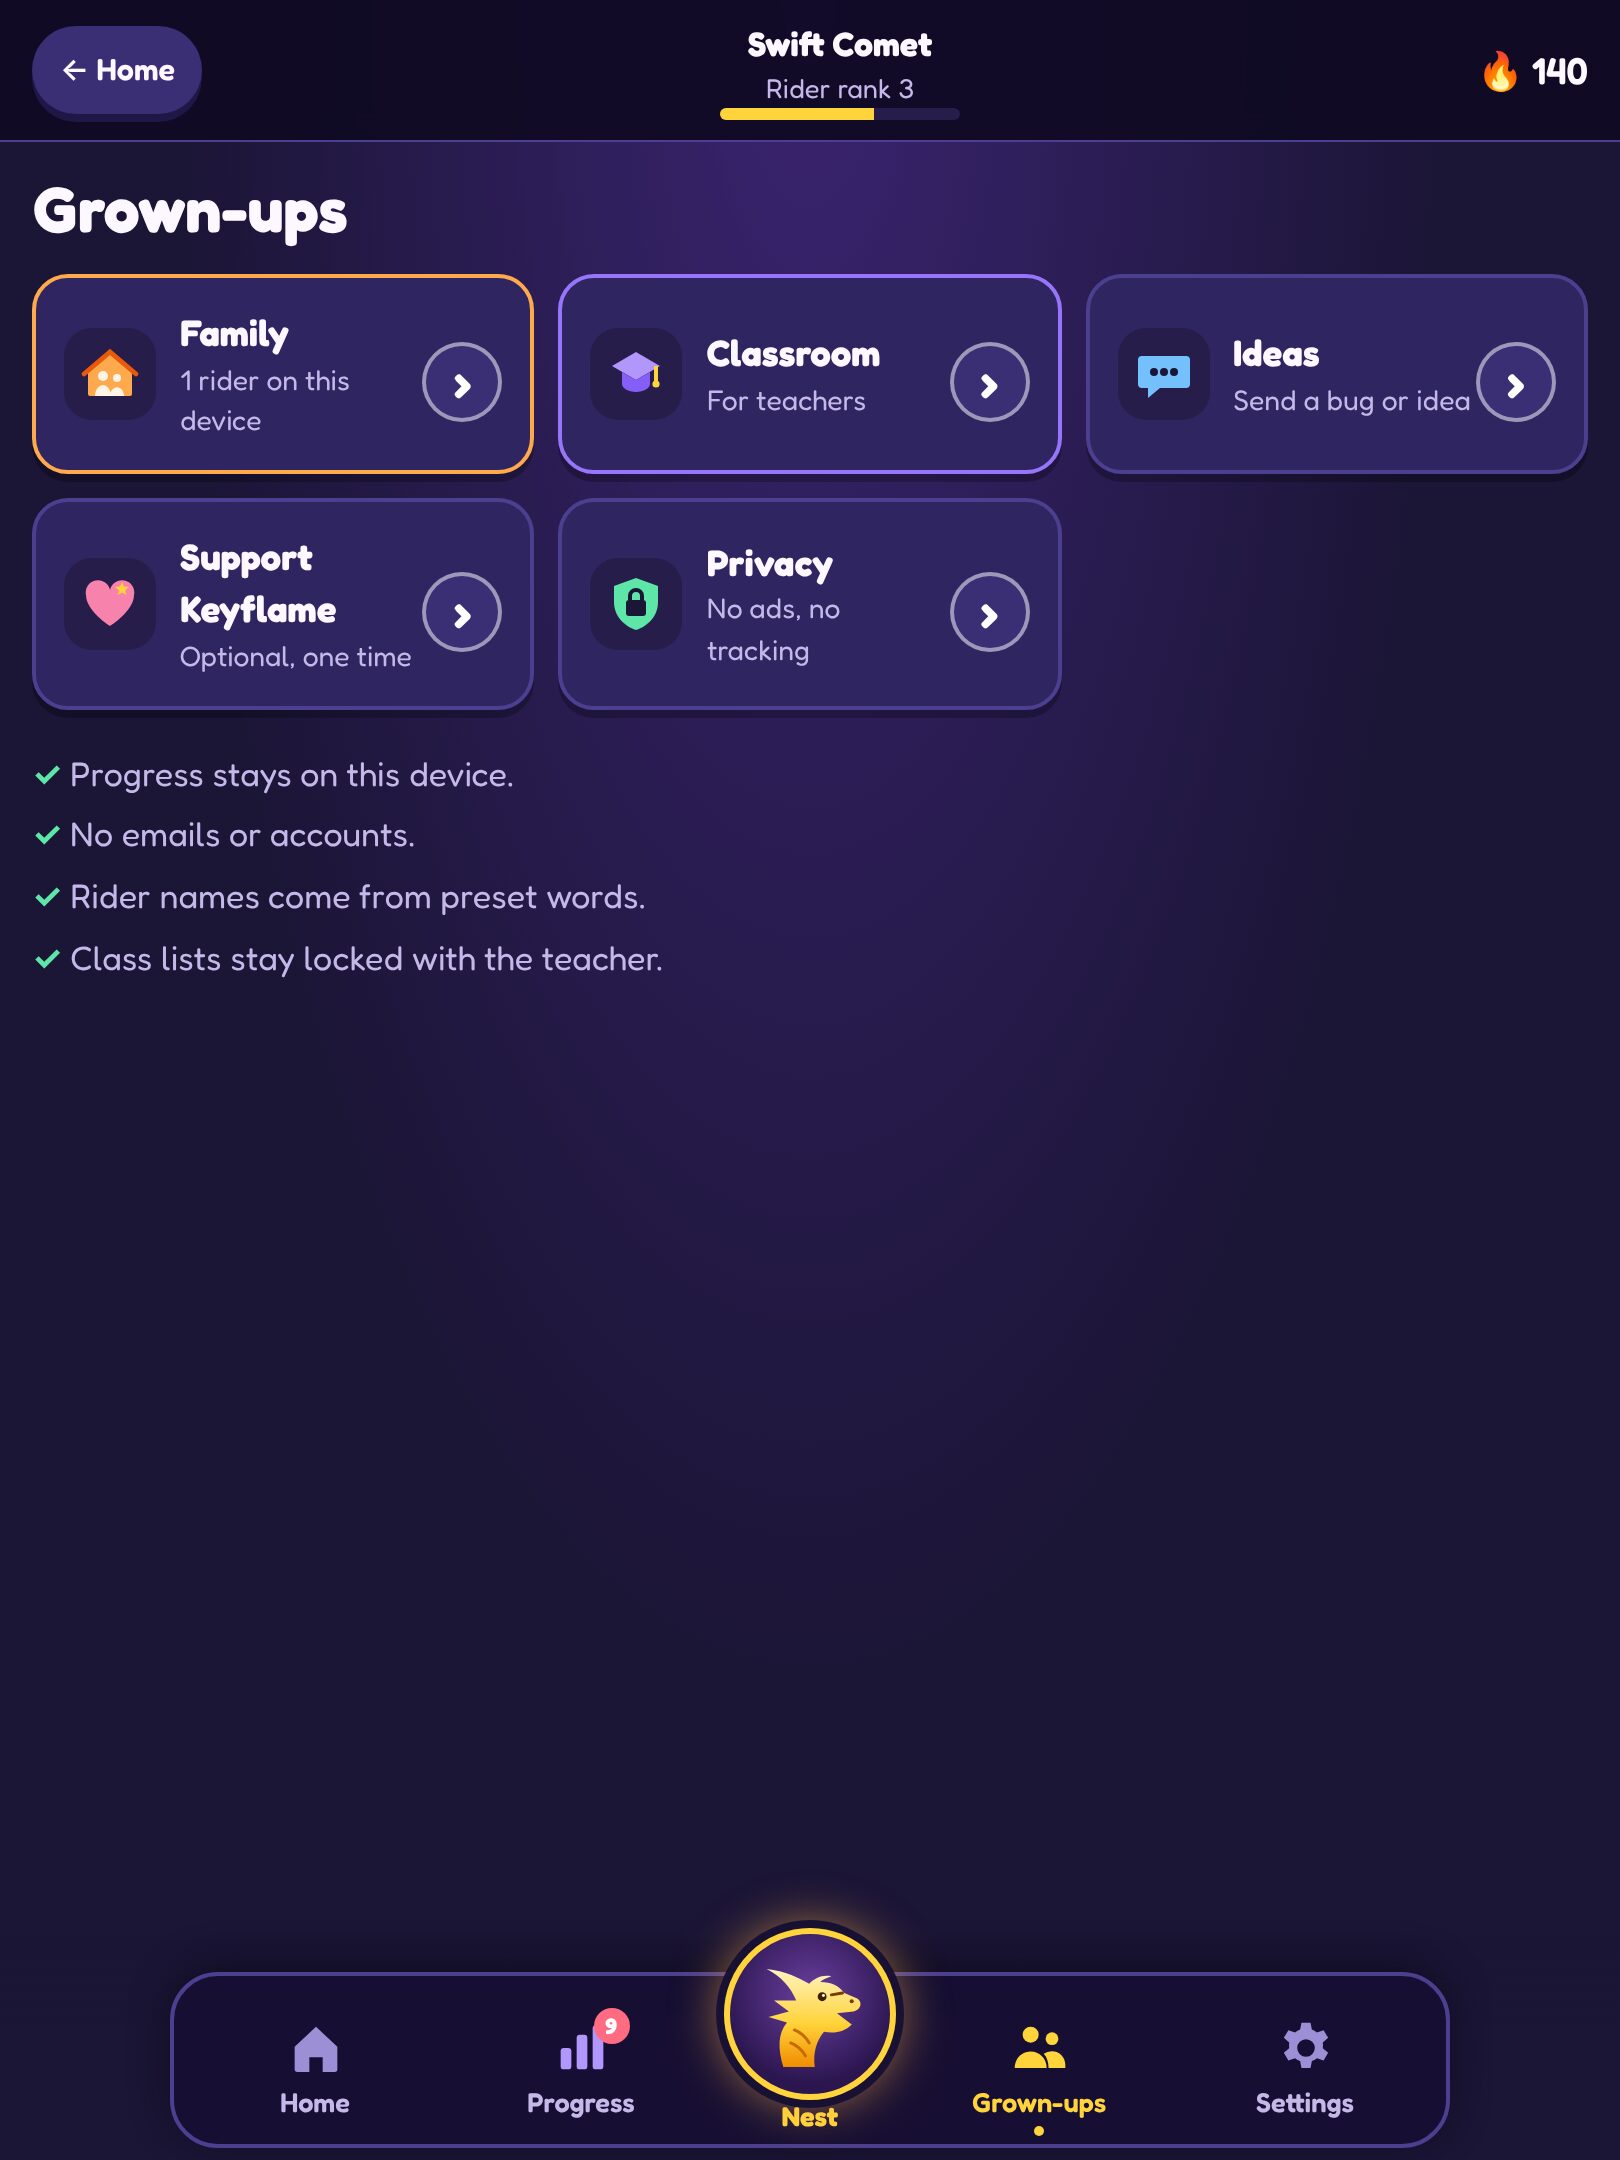 ← Home
Swift Comet
Rider rank 3
🔥 140
Grown-ups
Family
1 rider on this
device
Classroom
For teachers
Ideas
Send a bug or idea
Support
Keyflame
Optional, one time
Privacy
No ads, no
tracking
✓ Progress stays on this device.
✓ No emails or accounts.
✓ Rider names come from preset words.
✓ Class lists stay locked with the teacher.
Home
9
Progress
Nest
Grown-ups
Settings